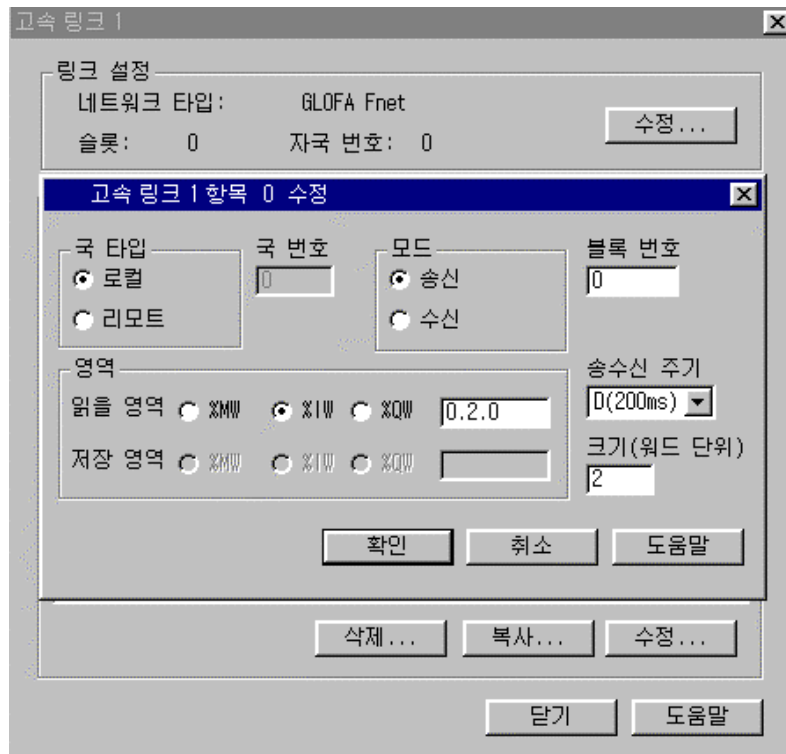 고속 링크 1
링크 설정
네트워크 타입: GLOFA Fnet
슬롯: 0 자국 번호: 0
수정...
고속 링크 1 항목 0 수정
국 타입
로컬
리모트
국 번호
0
모드
송신
수신
블록 번호
0
영역
읽을 영역 %MW %IW %QW 0.2.0
저장 영역 %MW %IW %QW
송수신 주기
D(200ms)
크기(워드 단위)
2
확인 취소 도움말
삭제... 복사... 수정...
닫기 도움말